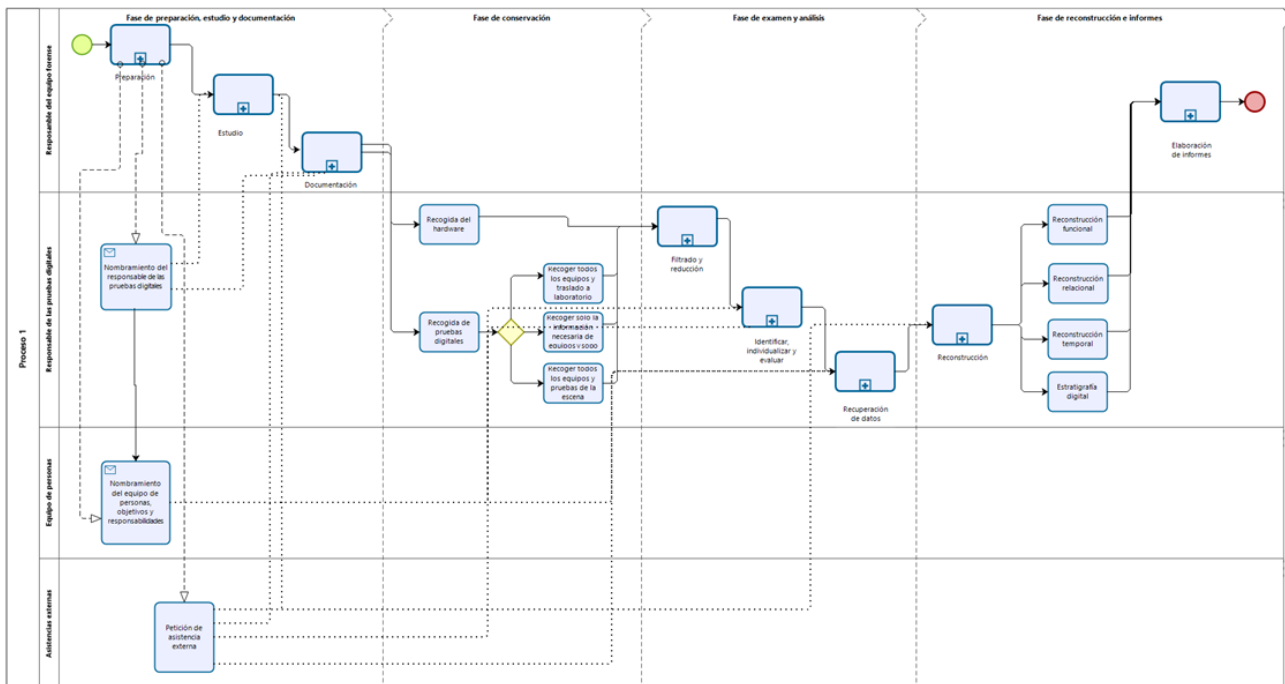 Fase de preparación, estudio y documentación
Fase de conservación
Fase de examen y análisis
Fase de reconstrucción e informes
Proceso 1
Responsable del equipo forense
Preparación
Estudio
Documentación
Elaboración
de informes
Responsable de las pruebas digitales
Nombramiento del
responsable de las
pruebas digitales
Recogida del
hardware
Recogida de
pruebas
digitales
Recoger todos
los equipos y
traslado a
laboratorio
Recoger sólo la
información
necesaria de
equipos y sopo
Recoger todos
los equipos y
pruebas de la
escena
Filtrado y
reducción
Identificar,
individualizar y
evaluar
Recuperación
de datos
Reconstrucción
Reconstrucción
funcional
Reconstrucción
relacional
Reconstrucción
temporal
Estratigrafía
digital
Equipo de personas
Nombramiento
del equipo de
personas,
objetivos y
responsabilidades
Asistencias externas
Petición de
asistencia
externa